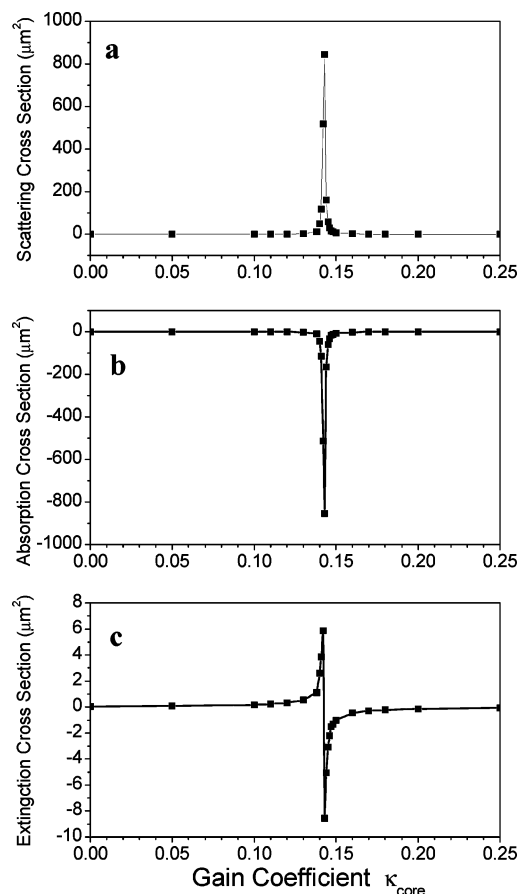 1000
800
600
400
200
0
Scattering Cross Section (μm²)
a
0.00 0.05 0.10 0.15 0.20 0.25
0
-200
-400
-600
-800
-1000
Absorption Cross Section (μm²)
b
0.00 0.05 0.10 0.15 0.20 0.25
8
6
4
2
0
-2
-4
-6
-8
-10
Extingction Cross Section (μm²)
c
0.00 0.05 0.10 0.15 0.20 0.25
Gain Coefficient κcore